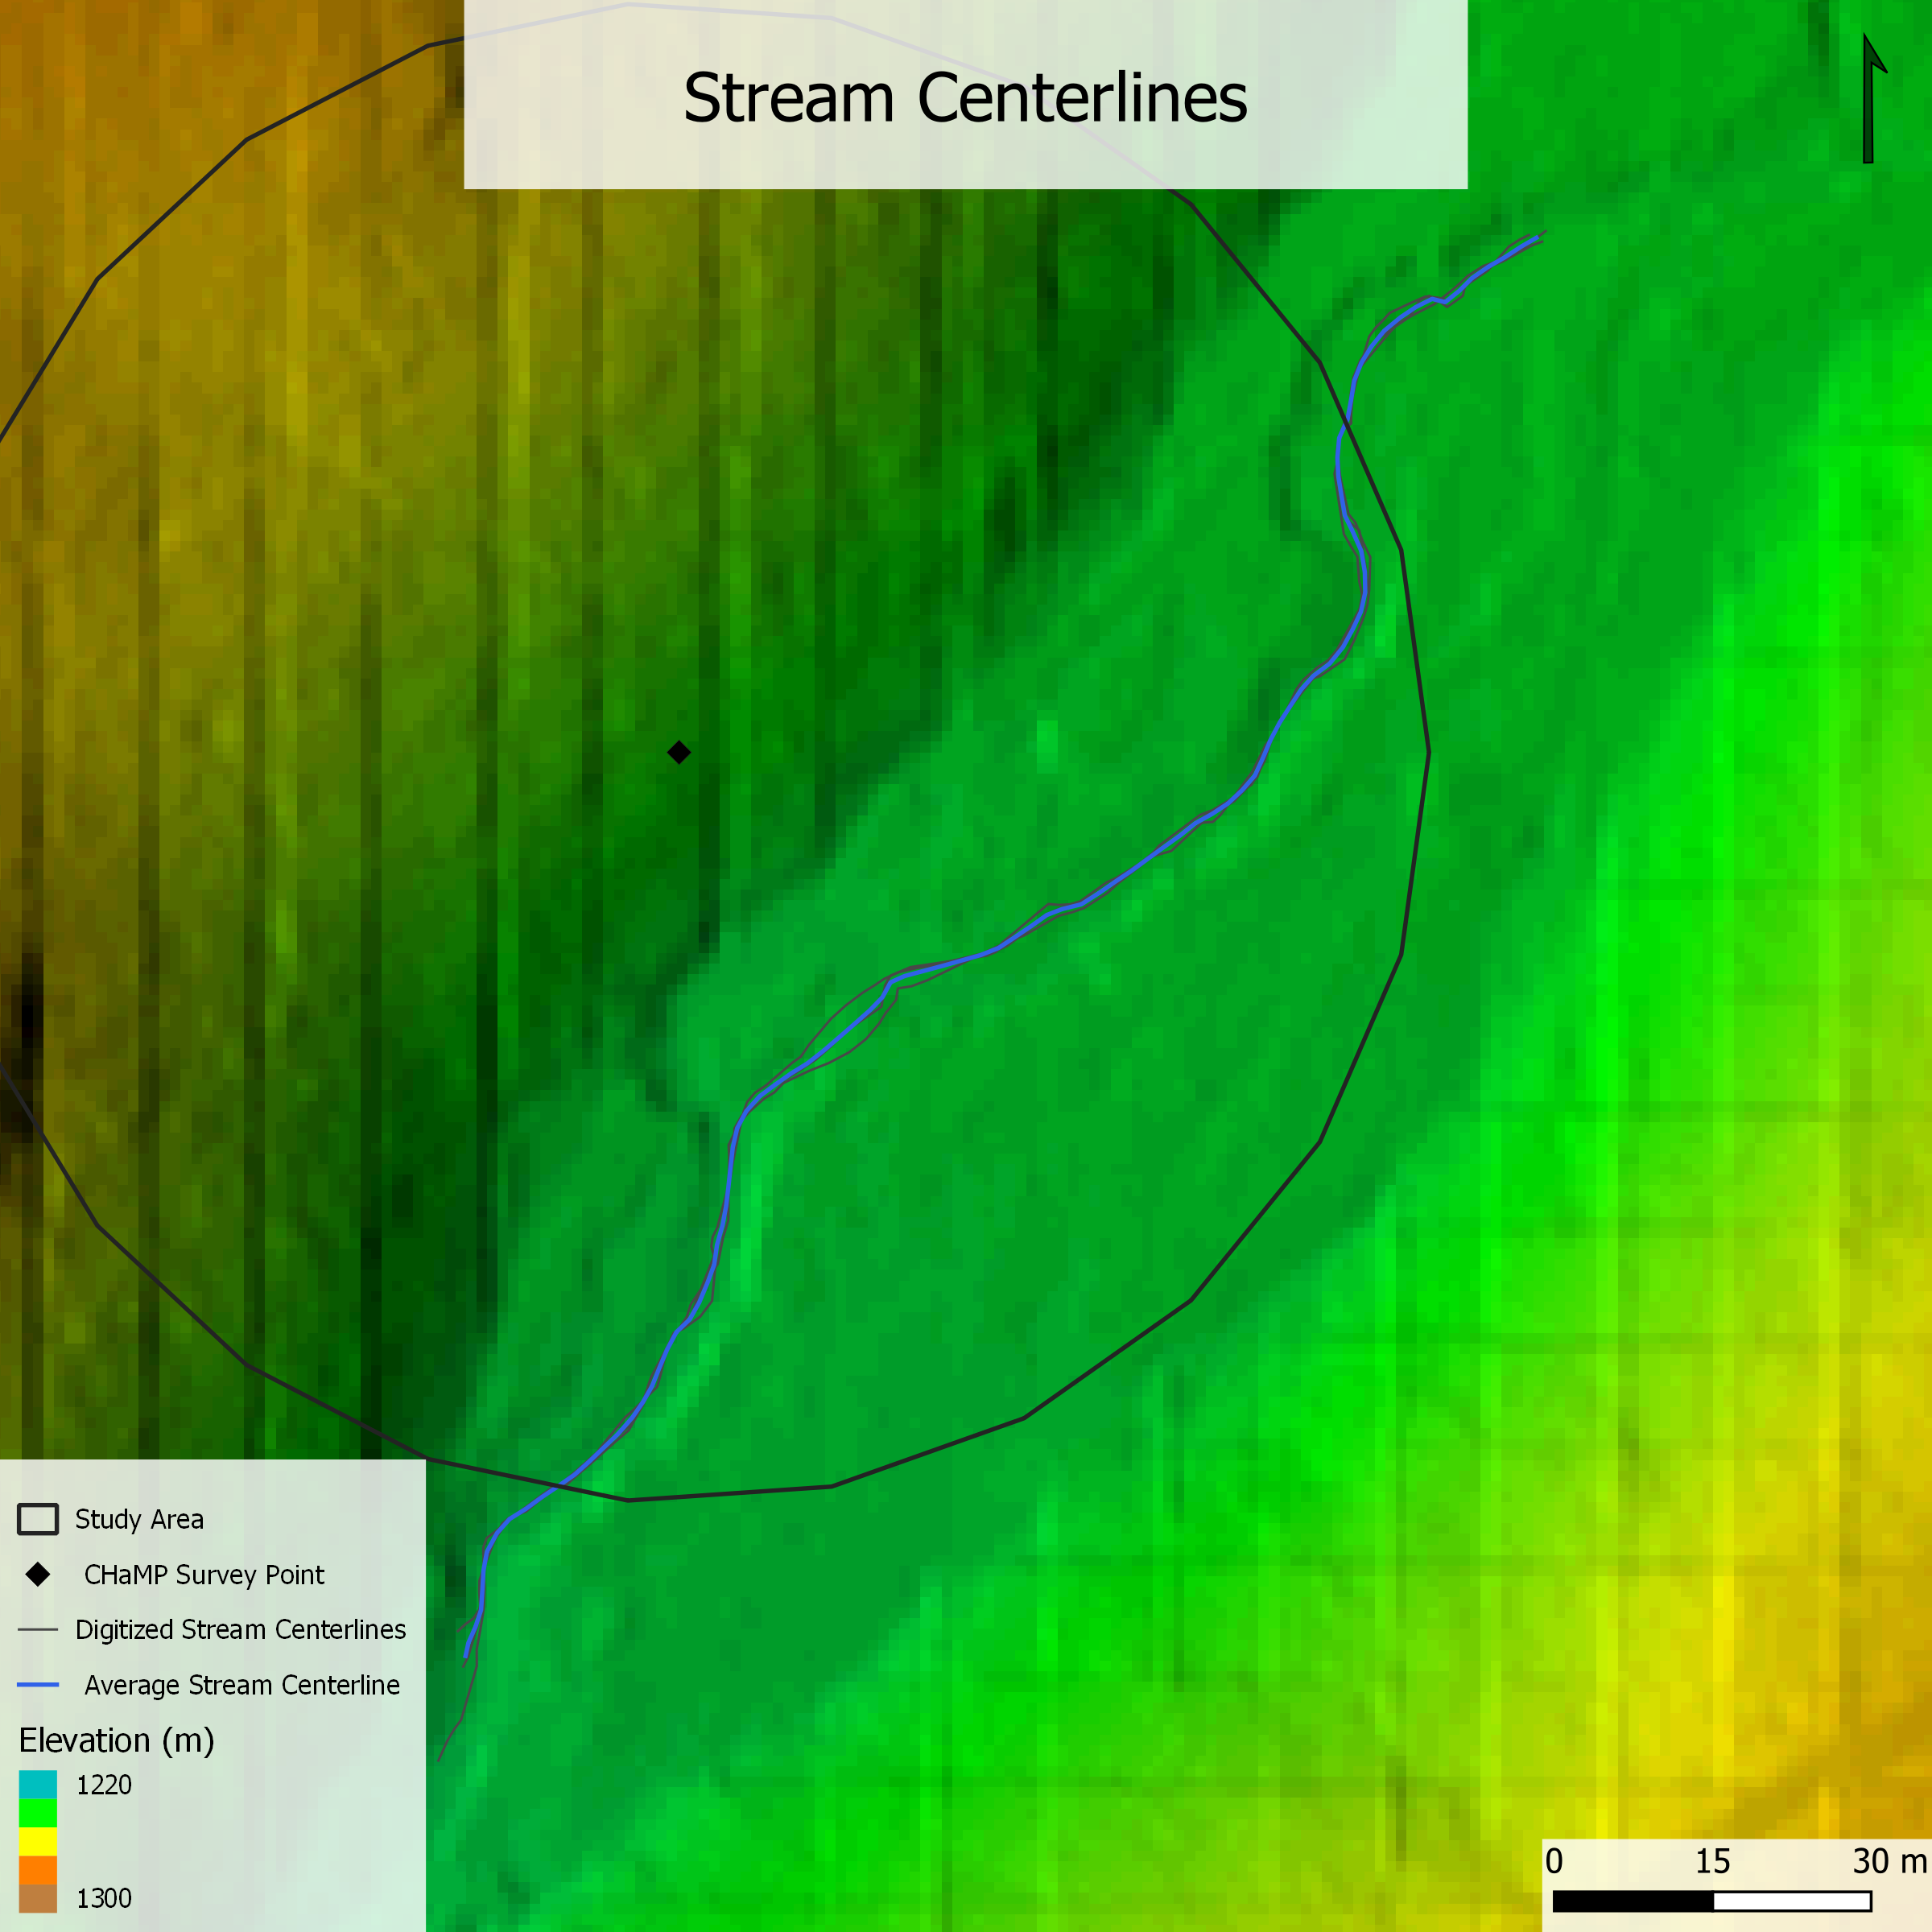 Stream Centerlines
Study Area
CHaMP Survey Point
Digitized Stream Centerlines
Average Stream Centerline
Elevation (m)
1220
1300
0 15 30 m